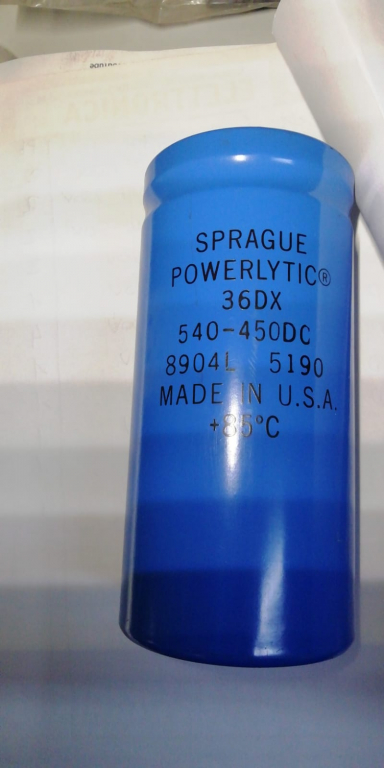 SPRAGUE
POWERLYTIC®
36DX
540-450DC
8904L 5190
MADE IN U.S.A.
+85°C